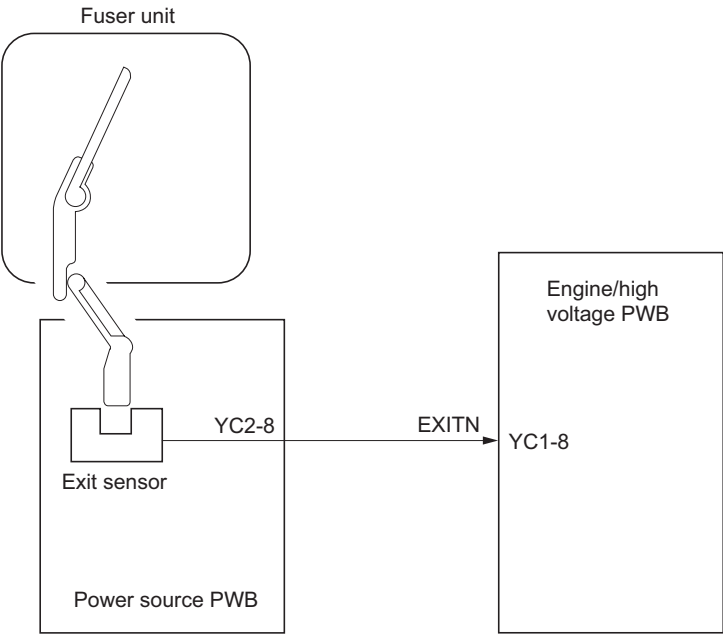 Fuser unit
Engine/high
voltage PWB
YC2-8
EXITN
YC1-8
Exit sensor
Power source PWB